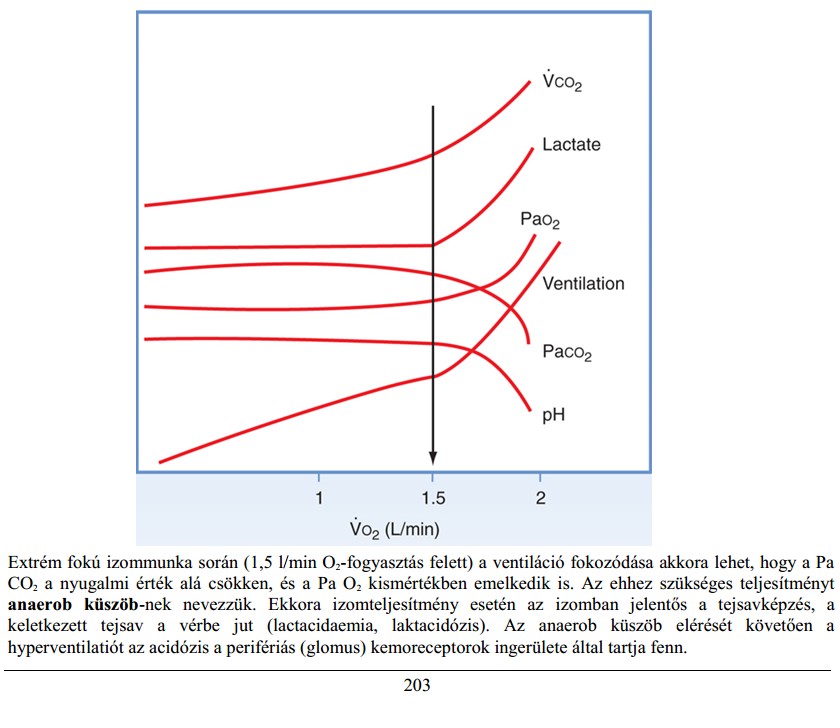 V̇CO₂
Lactate
PaO₂
Ventilation
PaCO₂
pH
1
1.5
2
V̇O₂ (L/min)
Extrém fokú izommunka során (1,5 l/min O₂-fogyasztás felett) a ventiláció fokozódása akkora lehet, hogy a Pa
CO₂ a nyugalmi érték alá csökken, és a Pa O₂ kismértékben emelkedik is. Az ehhez szükséges teljesítményt
anaerob küszöb-nek nevezzük. Ekkora izomteljesítmény esetén az izomban jelentős a tejsavképzés, a
keletkezett tejsav a vérbe jut (lactacidaemia, laktacidózis). Az anaerob küszöb elérését követően a
hyperventilatiót az acidózis a perifériás (glomus) kemoreceptorok ingerülete által tartja fenn.
203